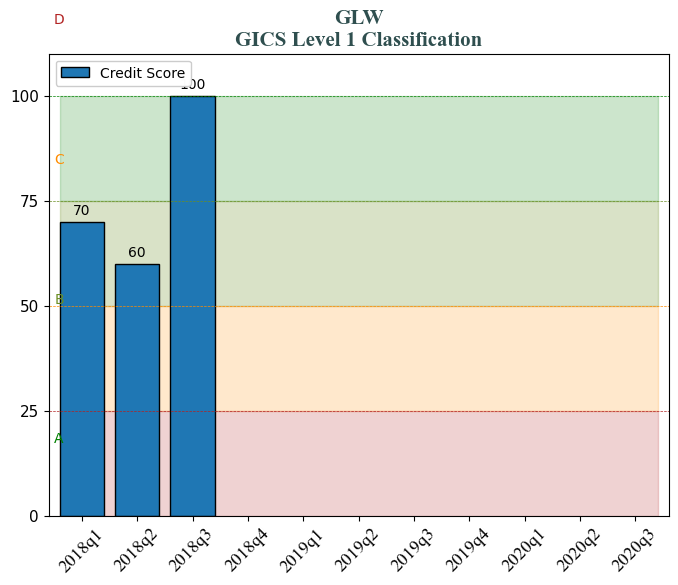 D
GLW
GICS Level 1 Classification
Credit Score
100
100
C
75
70
60
B
50
25
A
0
2018q1
2018q2
2018q3
2018q4
2019q1
2019q2
2019q3
2019q4
2020q1
2020q2
2020q3